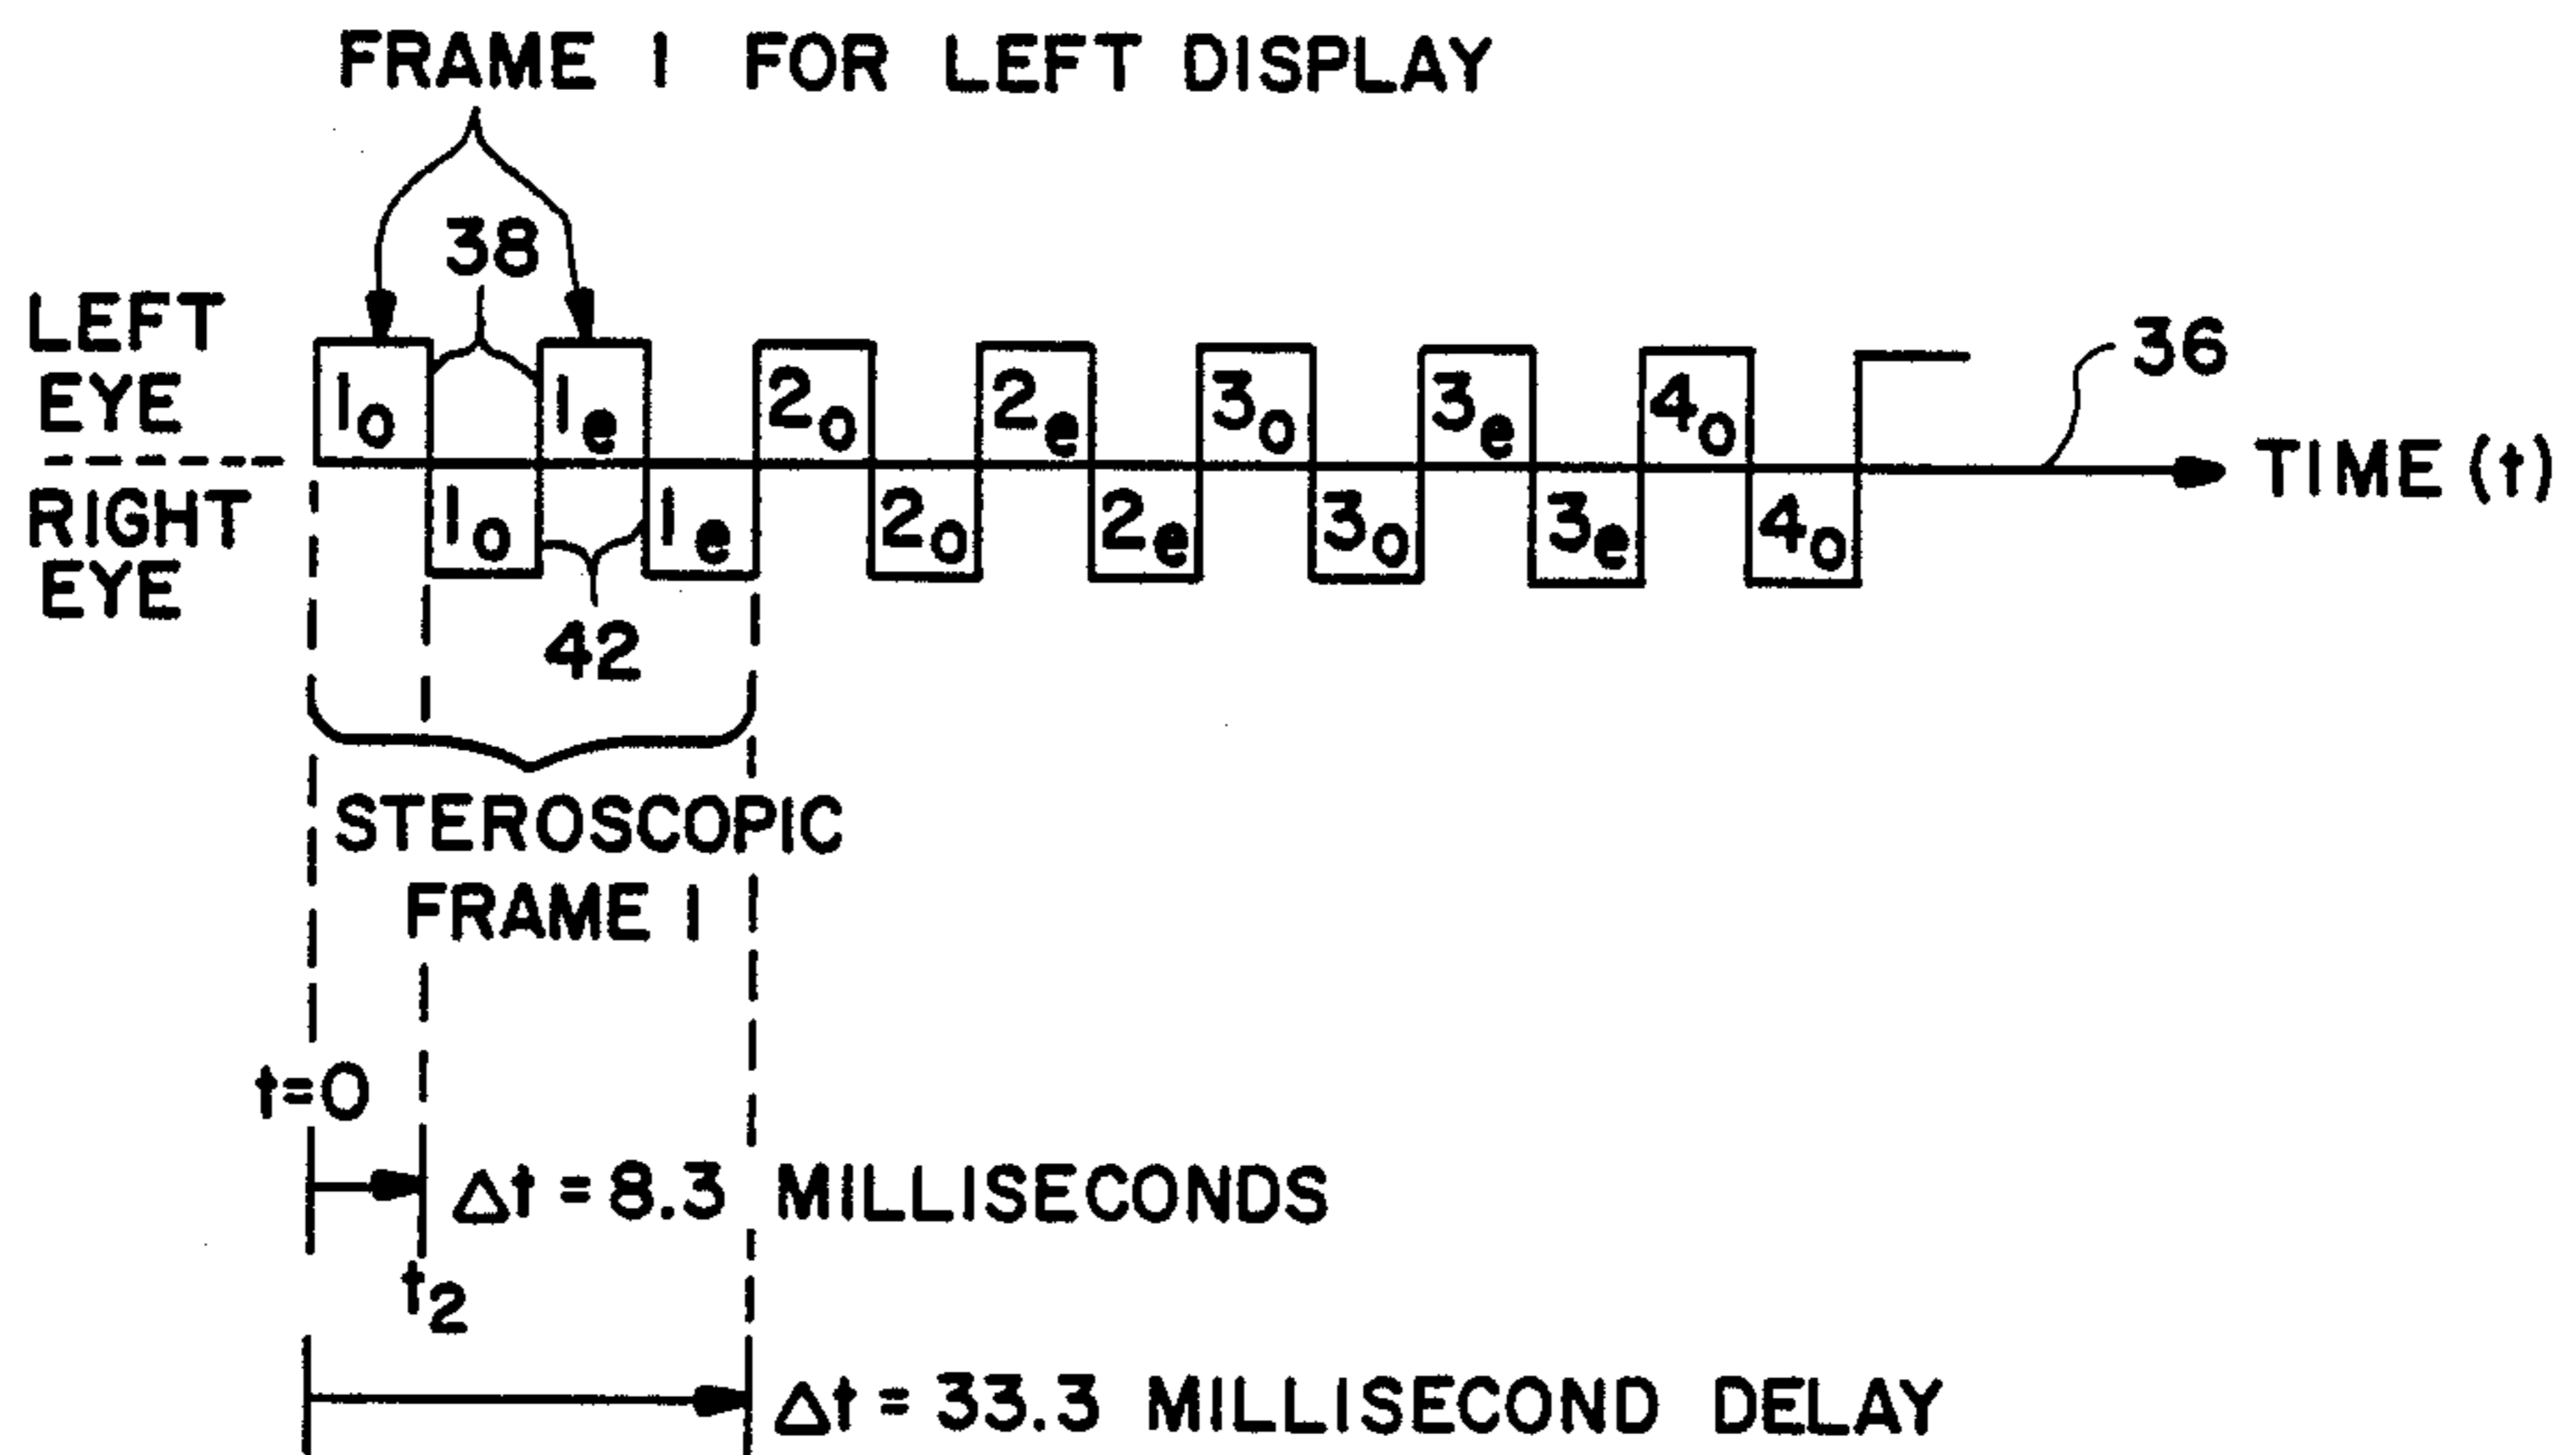 FRAME 1 FOR LEFT DISPLAY
38
LEFT
EYE
1o 1e 2o 2e 3o 3e 4o
36
TIME (t)
RIGHT
EYE
1o 1e 2o 2e 3o 3e 4o
42
STEROSCOPIC
FRAME 1
t=0
Δt = 8.3 MILLISECONDS
t2
Δt = 33.3 MILLISECOND DELAY